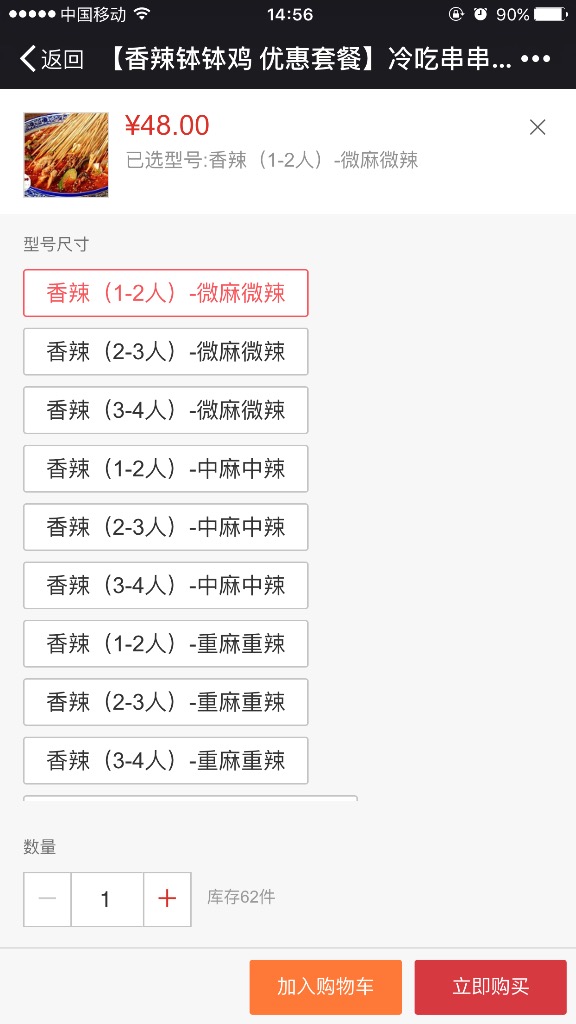 中国移动 14:56 90%
返回 【香辣钵钵鸡 优惠套餐】冷吃串串...
¥48.00
已选型号:香辣（1-2人）-微麻微辣
型号尺寸
香辣（1-2人）-微麻微辣
香辣（2-3人）-微麻微辣
香辣（3-4人）-微麻微辣
香辣（1-2人）-中麻中辣
香辣（2-3人）-中麻中辣
香辣（3-4人）-中麻中辣
香辣（1-2人）-重麻重辣
香辣（2-3人）-重麻重辣
香辣（3-4人）-重麻重辣
数量
1 库存62件
加入购物车 立即购买